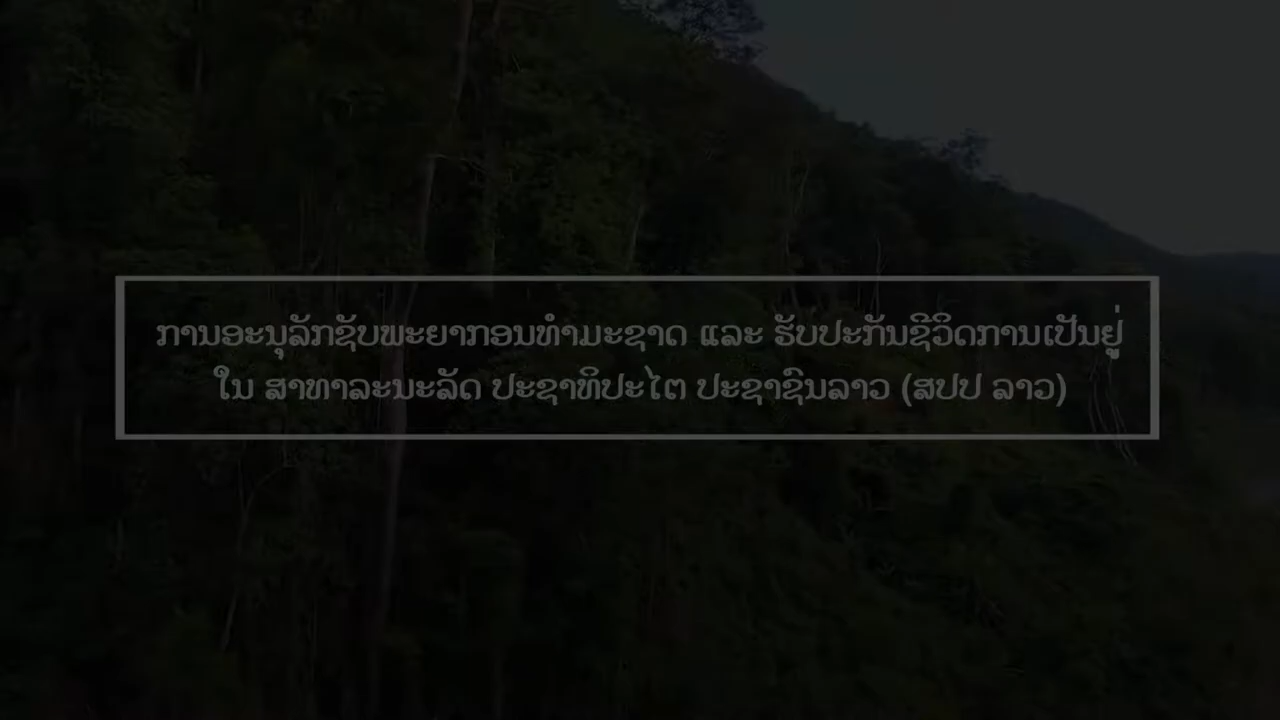 ການອະນຸລັກຊັບພະຍາກອນທຳມະຊາດ ແລະ ຮັບປະກັນຊີວິດການເປັນຢູ່
ໃນ ສາທາລະນະລັດ ປະຊາທິປະໄຕ ປະຊາຊົນລາວ (ສປປ ລາວ)